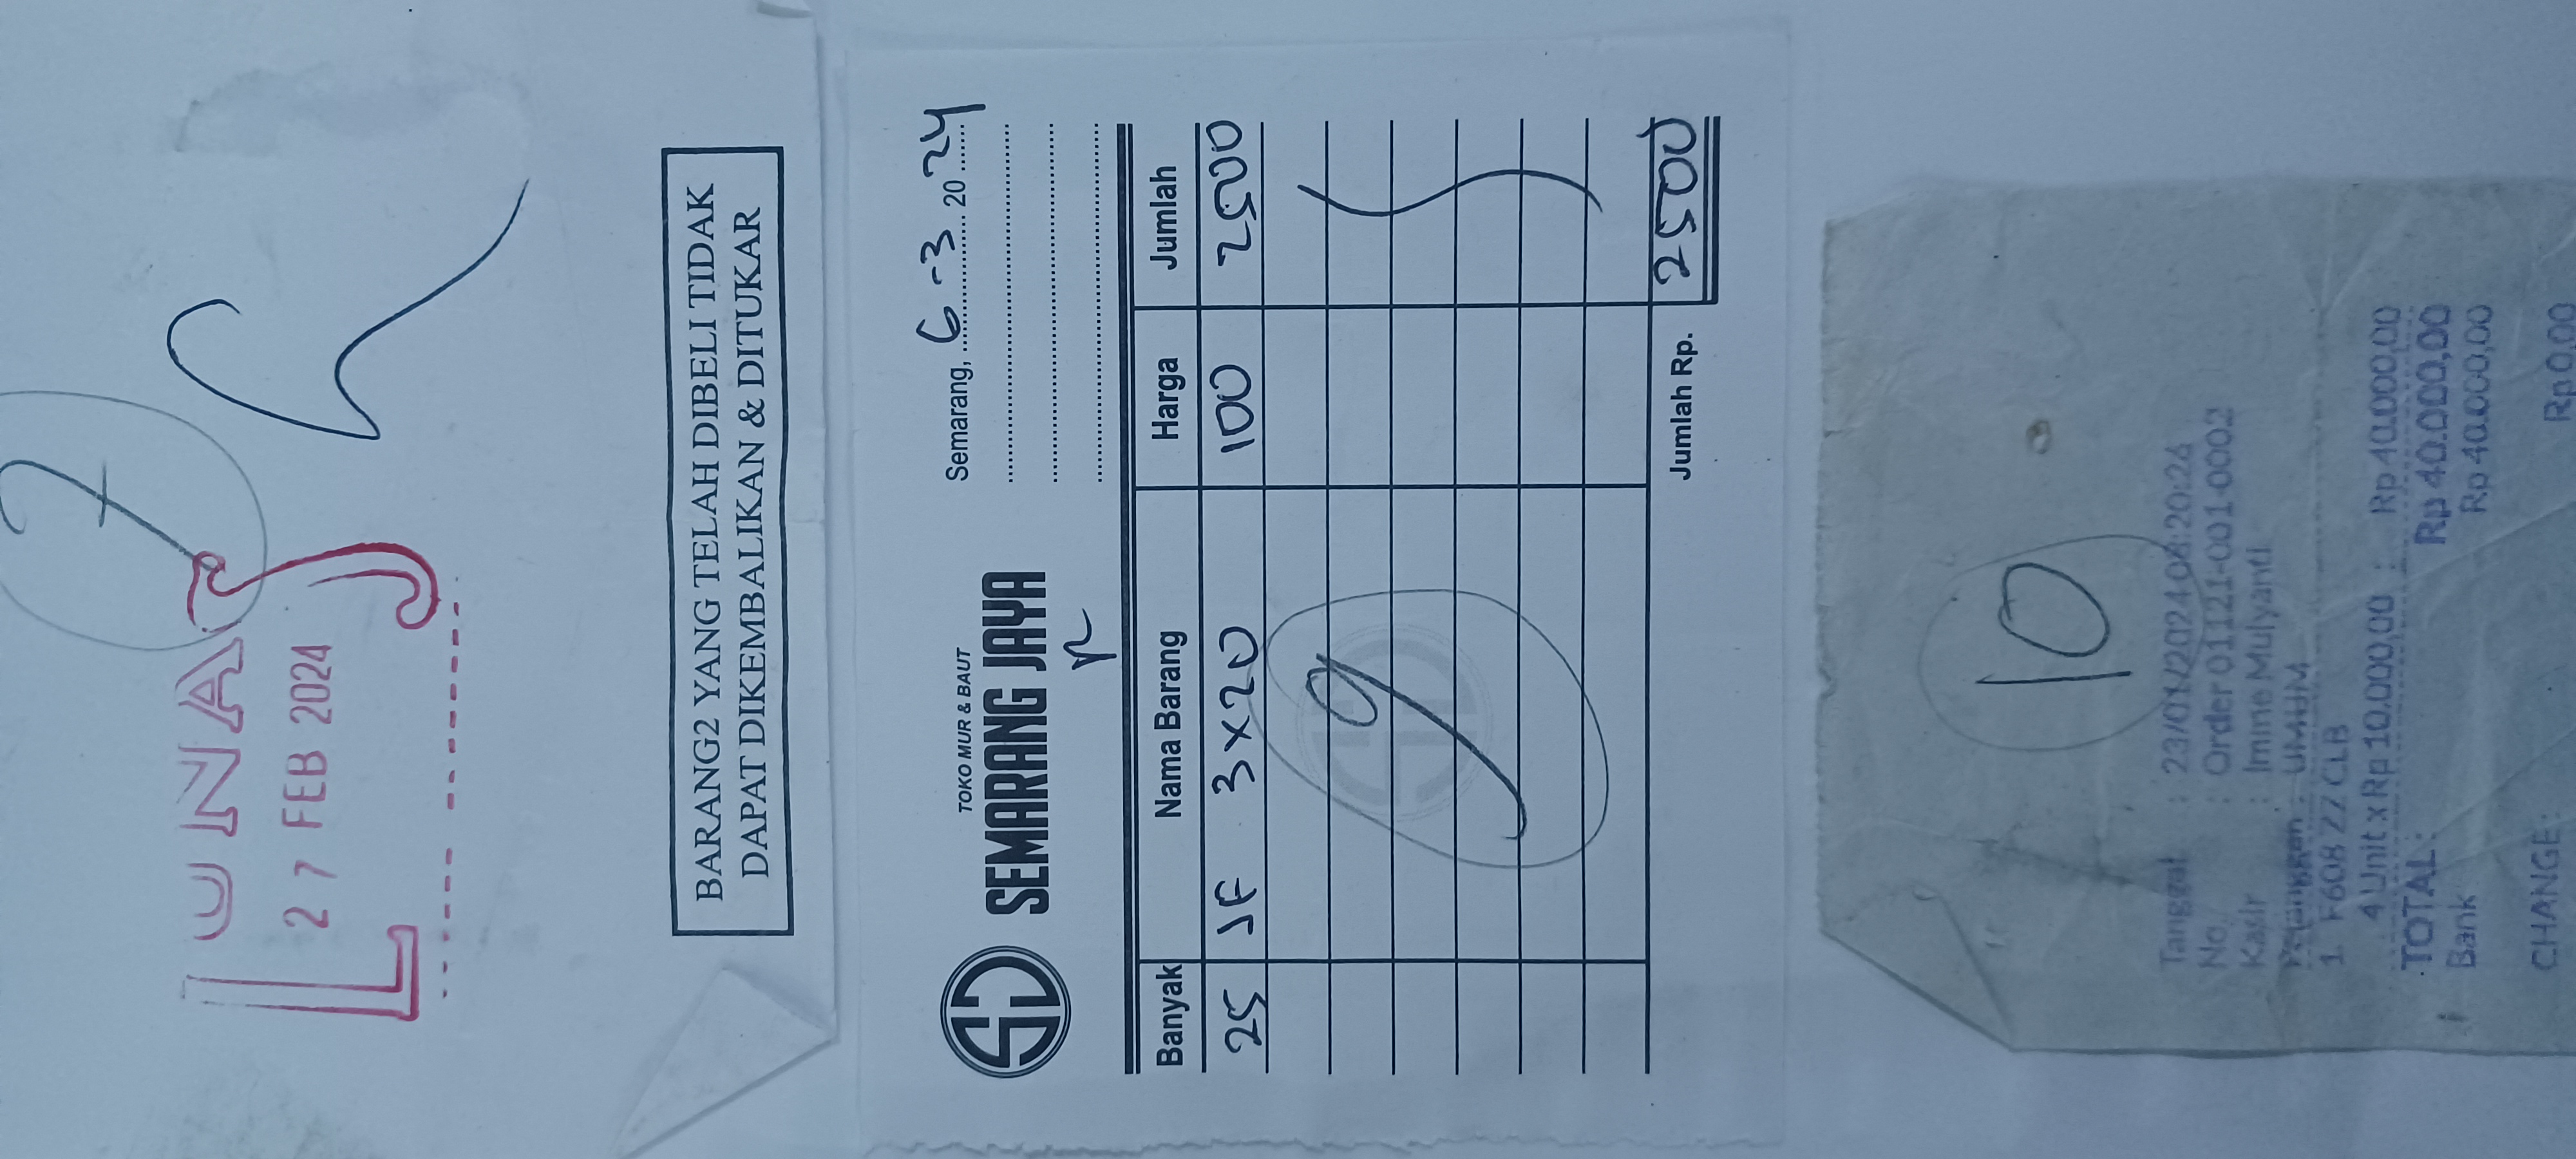 7
LUNAS
27 FEB 2024
BARANG2 YANG TELAH DIBELI TIDAK
DAPAT DIKEMBALIKAN & DITUKAR
TOKO MUR & BAUT
SEMARANG JAYA
Semarang, 6-3 2024
Banyak Nama Barang Harga Jumlah
25 JF 3x20 100 2500
9
Jumlah Rp. 2500
10
Tanggal : 23/01/2024 08:20:26
No. : Order 01121-001-0002
Kasir : Imme Mulyanti
Pelanggan : UMUM
1. F608 ZZ CLB
4 Unit x Rp 10.000,00 : Rp 40.000,00
TOTAL: Rp 40.000,00
Bank Rp 40.000,00
CHANGE: Rp 0,00